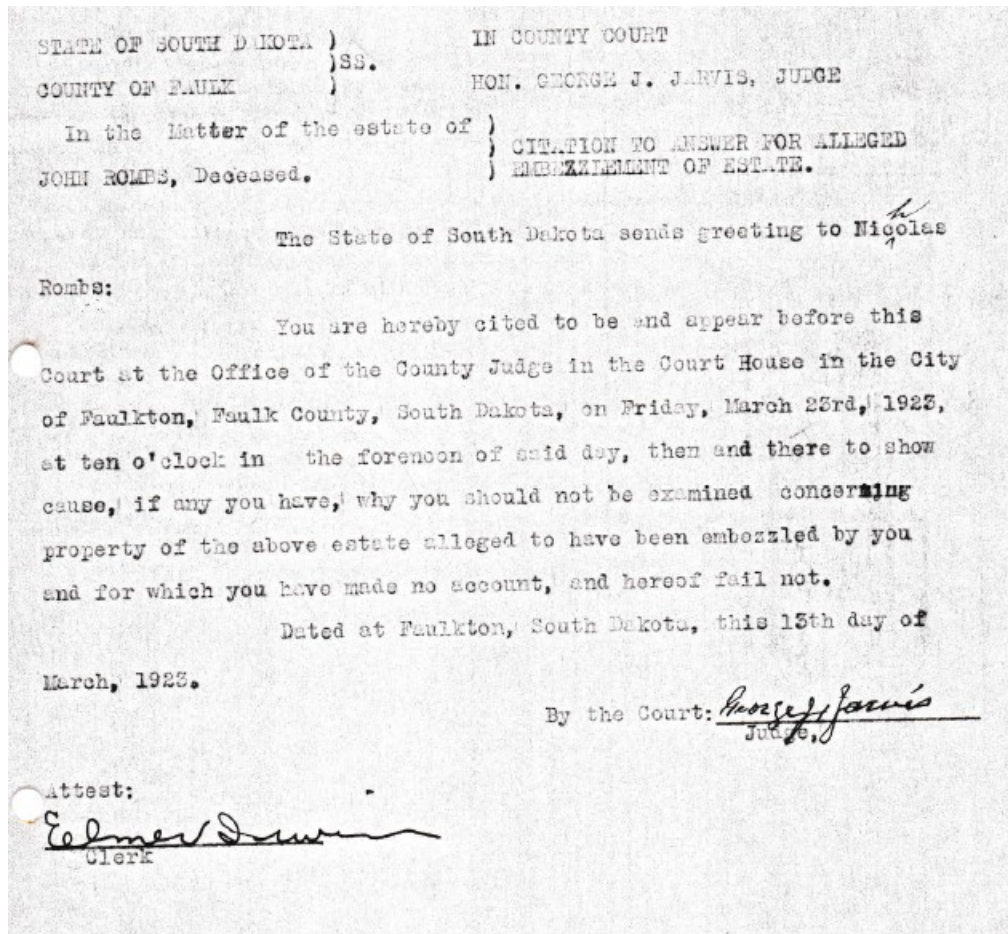 STATE OF SOUTH DAKOTA )
)SS.
COUNTY OF FAULK )
IN COUNTY COURT
HON. GEORGE J. JARVIS, JUDGE
In the Matter of the estate of )
JOHN ROMBS, Deceased. )
) CITATION TO ANSWER FOR ALLEGED
) EMBEZZLEMENT OF ESTATE.
The State of South Dakota sends greeting to Nicholas
Rombs:
You are hereby cited to be and appear before this
Court at the Office of the County Judge in the Court House in the City
of Faulkton, Faulk County, South Dakota, on Friday, March 23rd, 1923,
at ten o'clock in the forenoon of said day, then and there to show
cause, if any you have, why you should not be examined concerning
property of the above estate alleged to have been embezzled by you
and for which you have made no account, and hereof fail not.
Dated at Faulkton, South Dakota, this 13th day of
March, 1923.
By the Court: George J. Jarvis
Judge,
Attest:
Elmer
Clerk